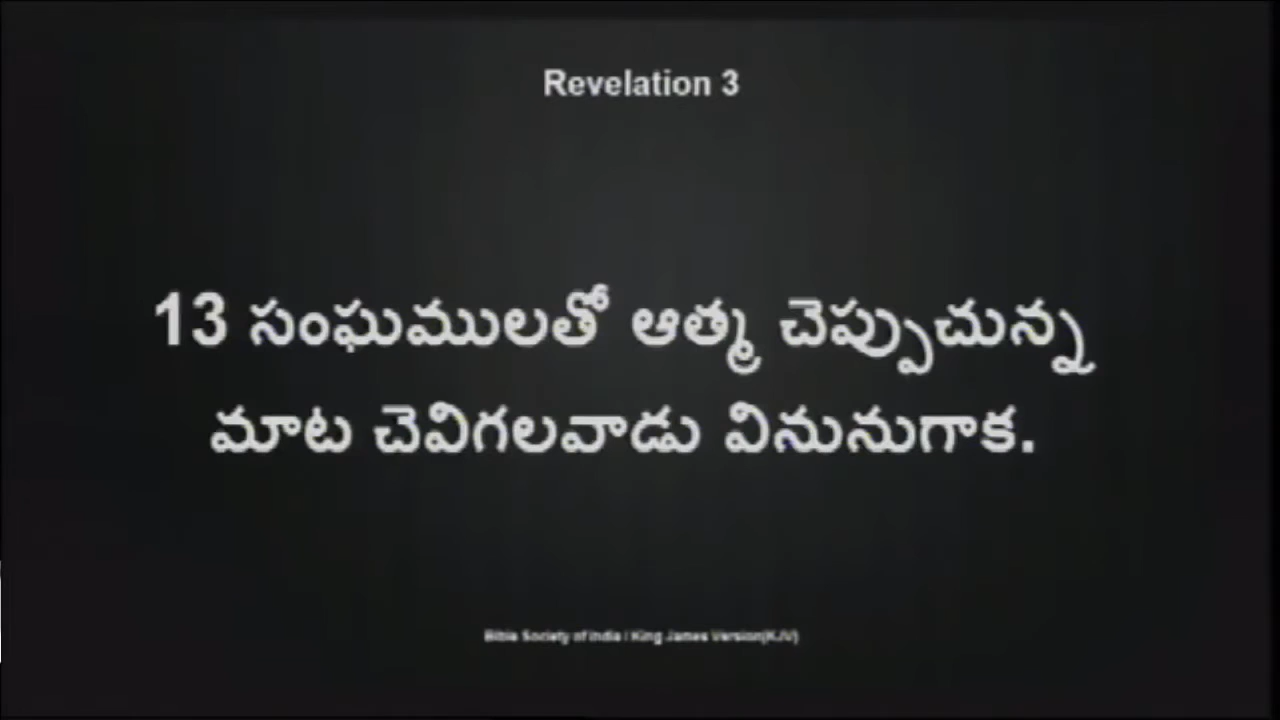 Revelation 3
13 సంఘములతో ఆత్మ చెప్పుచున్న
మాట చెవిగలవాడు వినునుగాక.
Bible Society of India / King James Version(KJV)